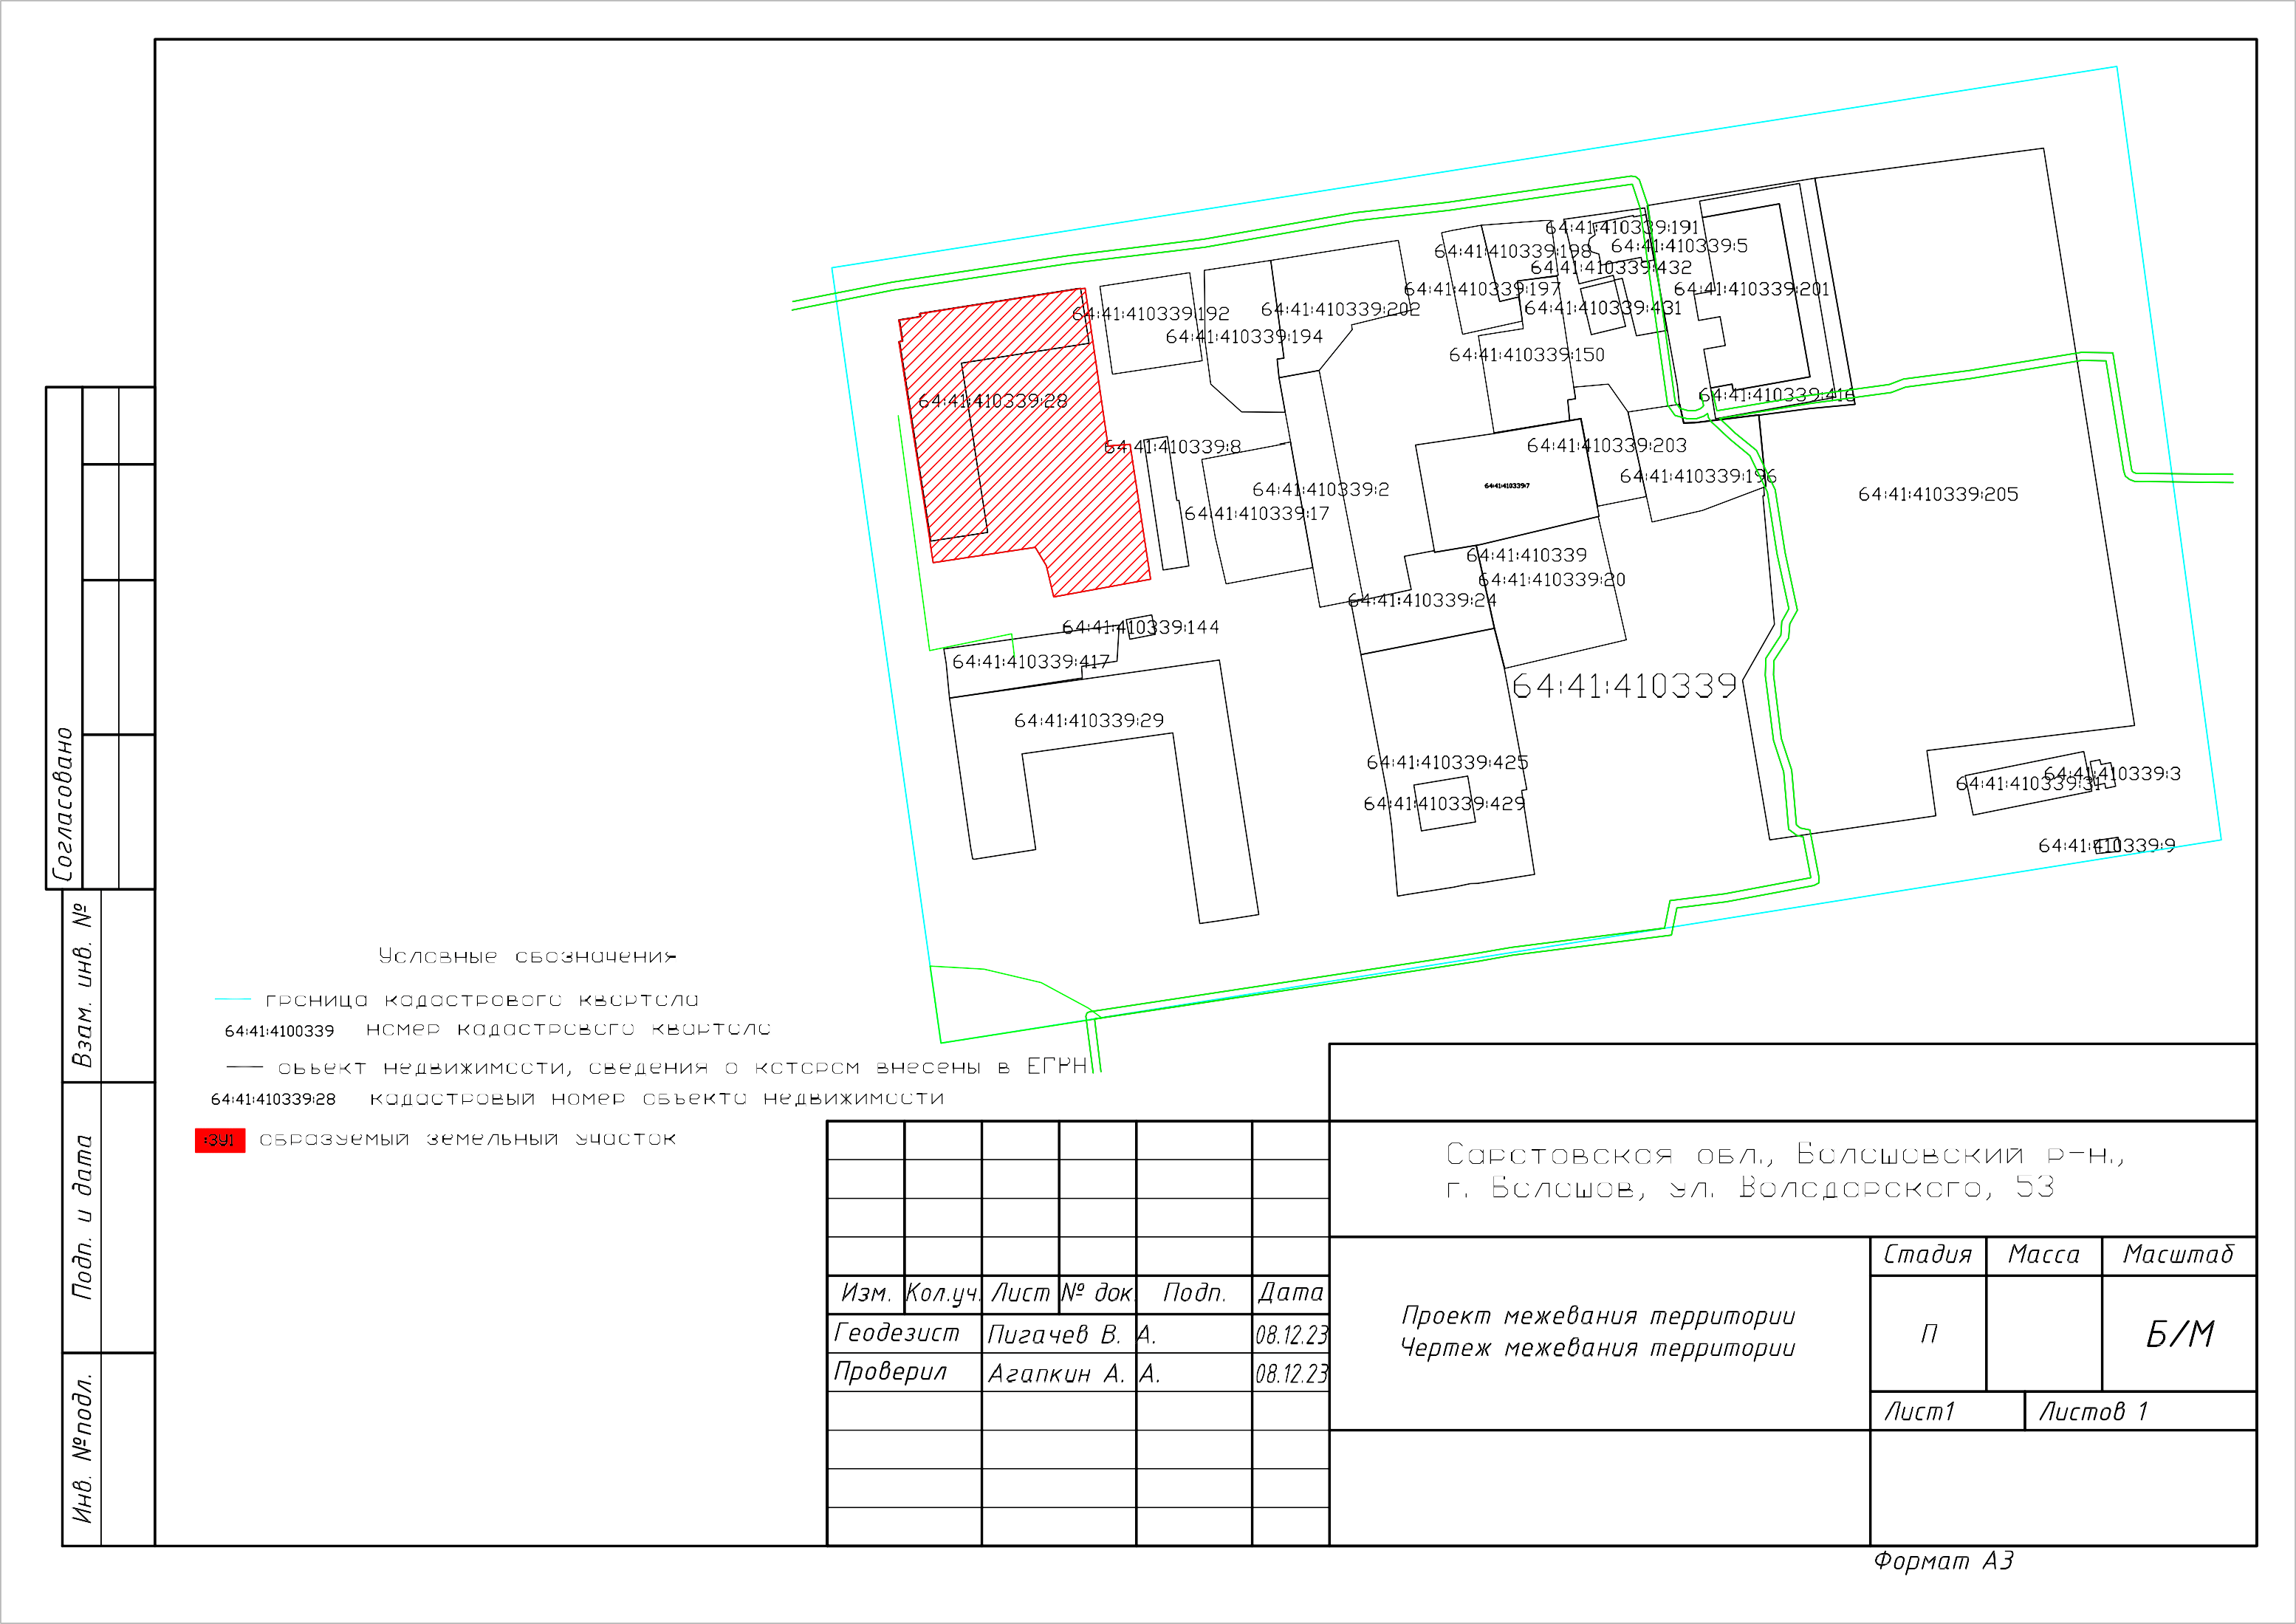 64:41:410339:191
64:41:410339:5
64:41:410339:198
64:41:410339:432
64:41:410339:197
64:41:410339:201
64:41:410339:431
64:41:410339:192
64:41:410339:202
64:41:410339:194
64:41:410339:150
64:41:410339:416
64:41:410339:28
64:41:410339:8
64:41:410339:203
64:41:410339:196
64:41:410339:7
64:41:410339:2
64:41:410339:205
64:41:410339:17
64:41:410339
64:41:410339:20
64:41:410339:24
64:41:410339:144
64:41:410339:417
64:41:410339
64:41:410339:29
64:41:410339:425
64:41:410339:3
64:41:410339:31
64:41:410339:429
64:41:410339:9
Условные обозначения
граница кадастрового квартала
64:41:4100339 номер кадастрового квартала
объект недвижимости, сведения о котором внесены в ЕГРН
64:41:410339:28 кадастровый номер объекта недвижимости
:ЗУ1 образуемый земельный участок
Согласовано
Взам. инв. №
Подп. и дата
Инв. №подл.
Саратовская обл., Балашовский р-н.,
г. Балашов, ул. Володарского, 53
Стадия Масса Масштаб
Изм. Кол.уч. Лист № док. Подп. Дата
Проект межевания территории
Чертеж межевания территории
П Б/М
Геодезист Пигачев В. А. 08.12.23
Проверил Агапкин А. А. 08.12.23
Лист1 Листов 1
Формат А3